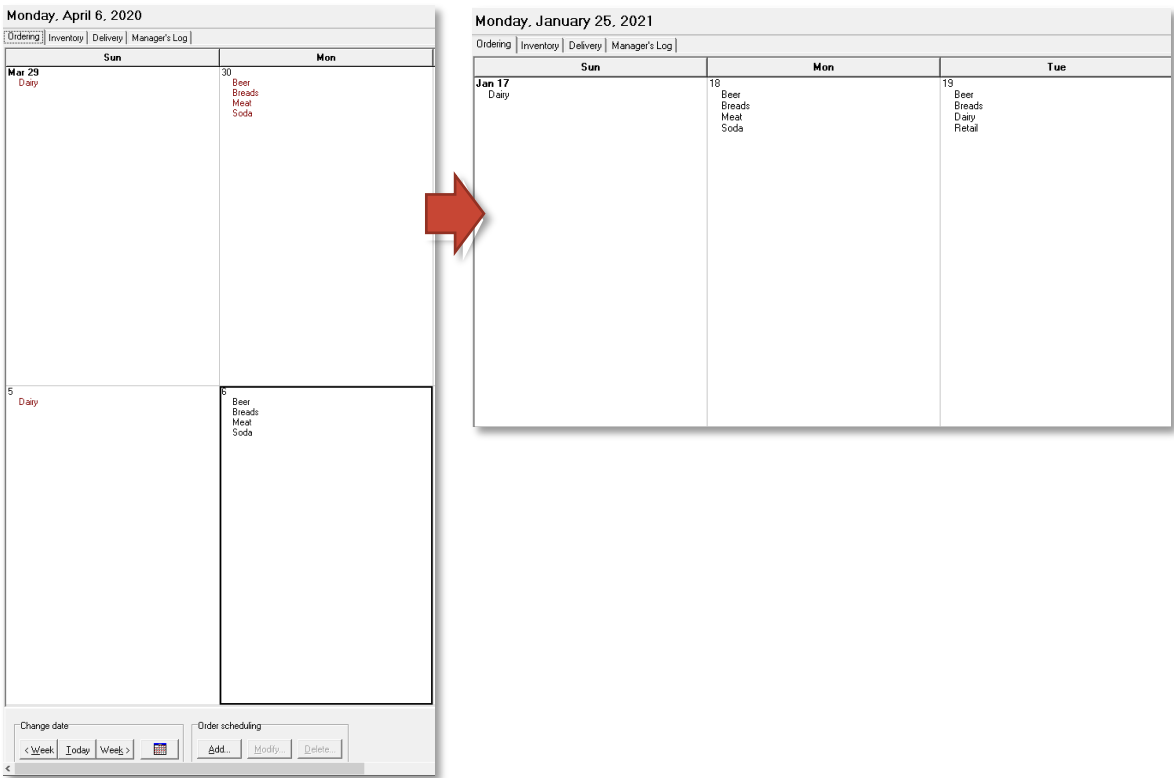 Monday, April 6, 2020
Ordering Inventory Delivery Manager's Log
Sun Mon
Mar 29
Dairy
30
Beer
Breads
Meat
Soda
5
Dairy
6
Beer
Breads
Meat
Soda
Change date
< Week Today Week >
Order scheduling
Add... Modify... Delete...
Monday, January 25, 2021
Ordering Inventory Delivery Manager's Log
Sun Mon Tue
Jan 17
Dairy
18
Beer
Breads
Meat
Soda
19
Beer
Breads
Dairy
Retail